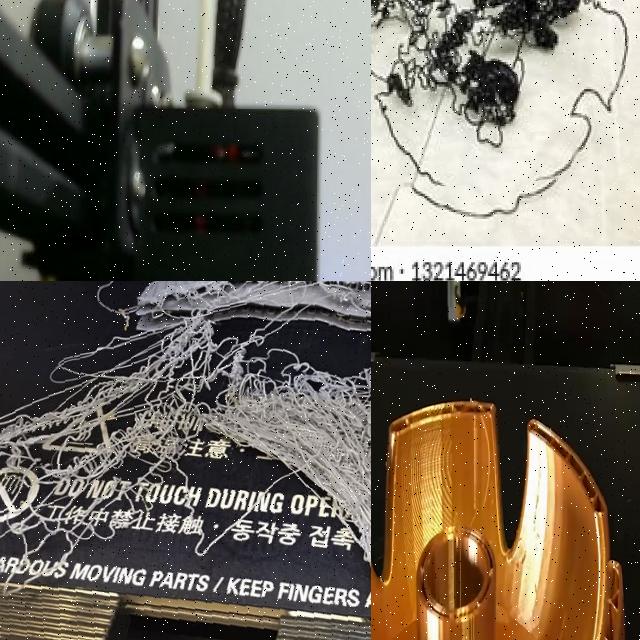 om · 1321469462
注意 ·
DO NOT TOUCH DURING OPER
工作中禁止接触 · 동작중 접촉
ARDOUS MOVING PARTS / KEEP FINGERS A